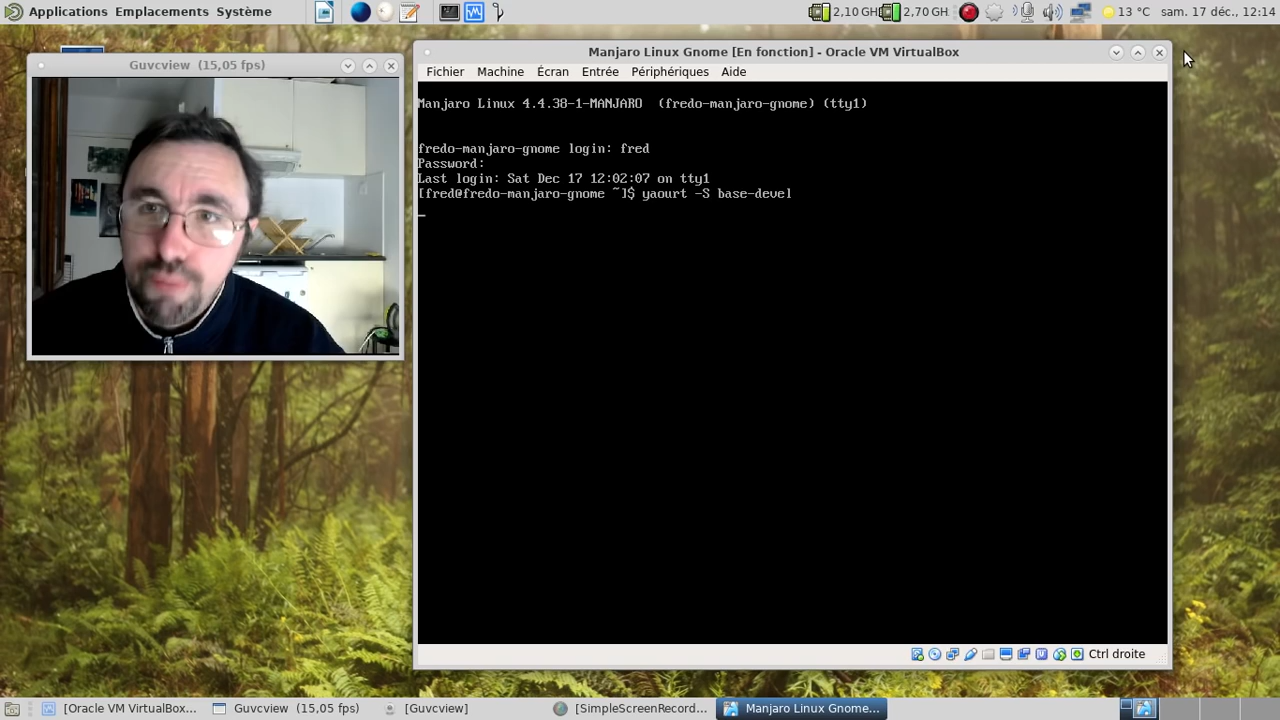 Applications Emplacements Système
2,10 GH 2,70 GH 13 °C sam. 17 déc., 12:14
Guvcview (15,05 fps)
Manjaro Linux Gnome [En fonction] - Oracle VM VirtualBox
Fichier Machine Écran Entrée Périphériques Aide
Manjaro Linux 4.4.38-1-MANJARO (fredo-manjaro-gnome) (tty1)
fredo-manjaro-gnome login: fred
Password:
Last login: Sat Dec 17 12:02:07 on tty1
[fred@fredo-manjaro-gnome ~]$ yaourt -S base-devel
Ctrl droite
[Oracle VM VirtualBox... Guvcview (15,05 fps) [Guvcview] [SimpleScreenRecord... Manjaro Linux Gnome...